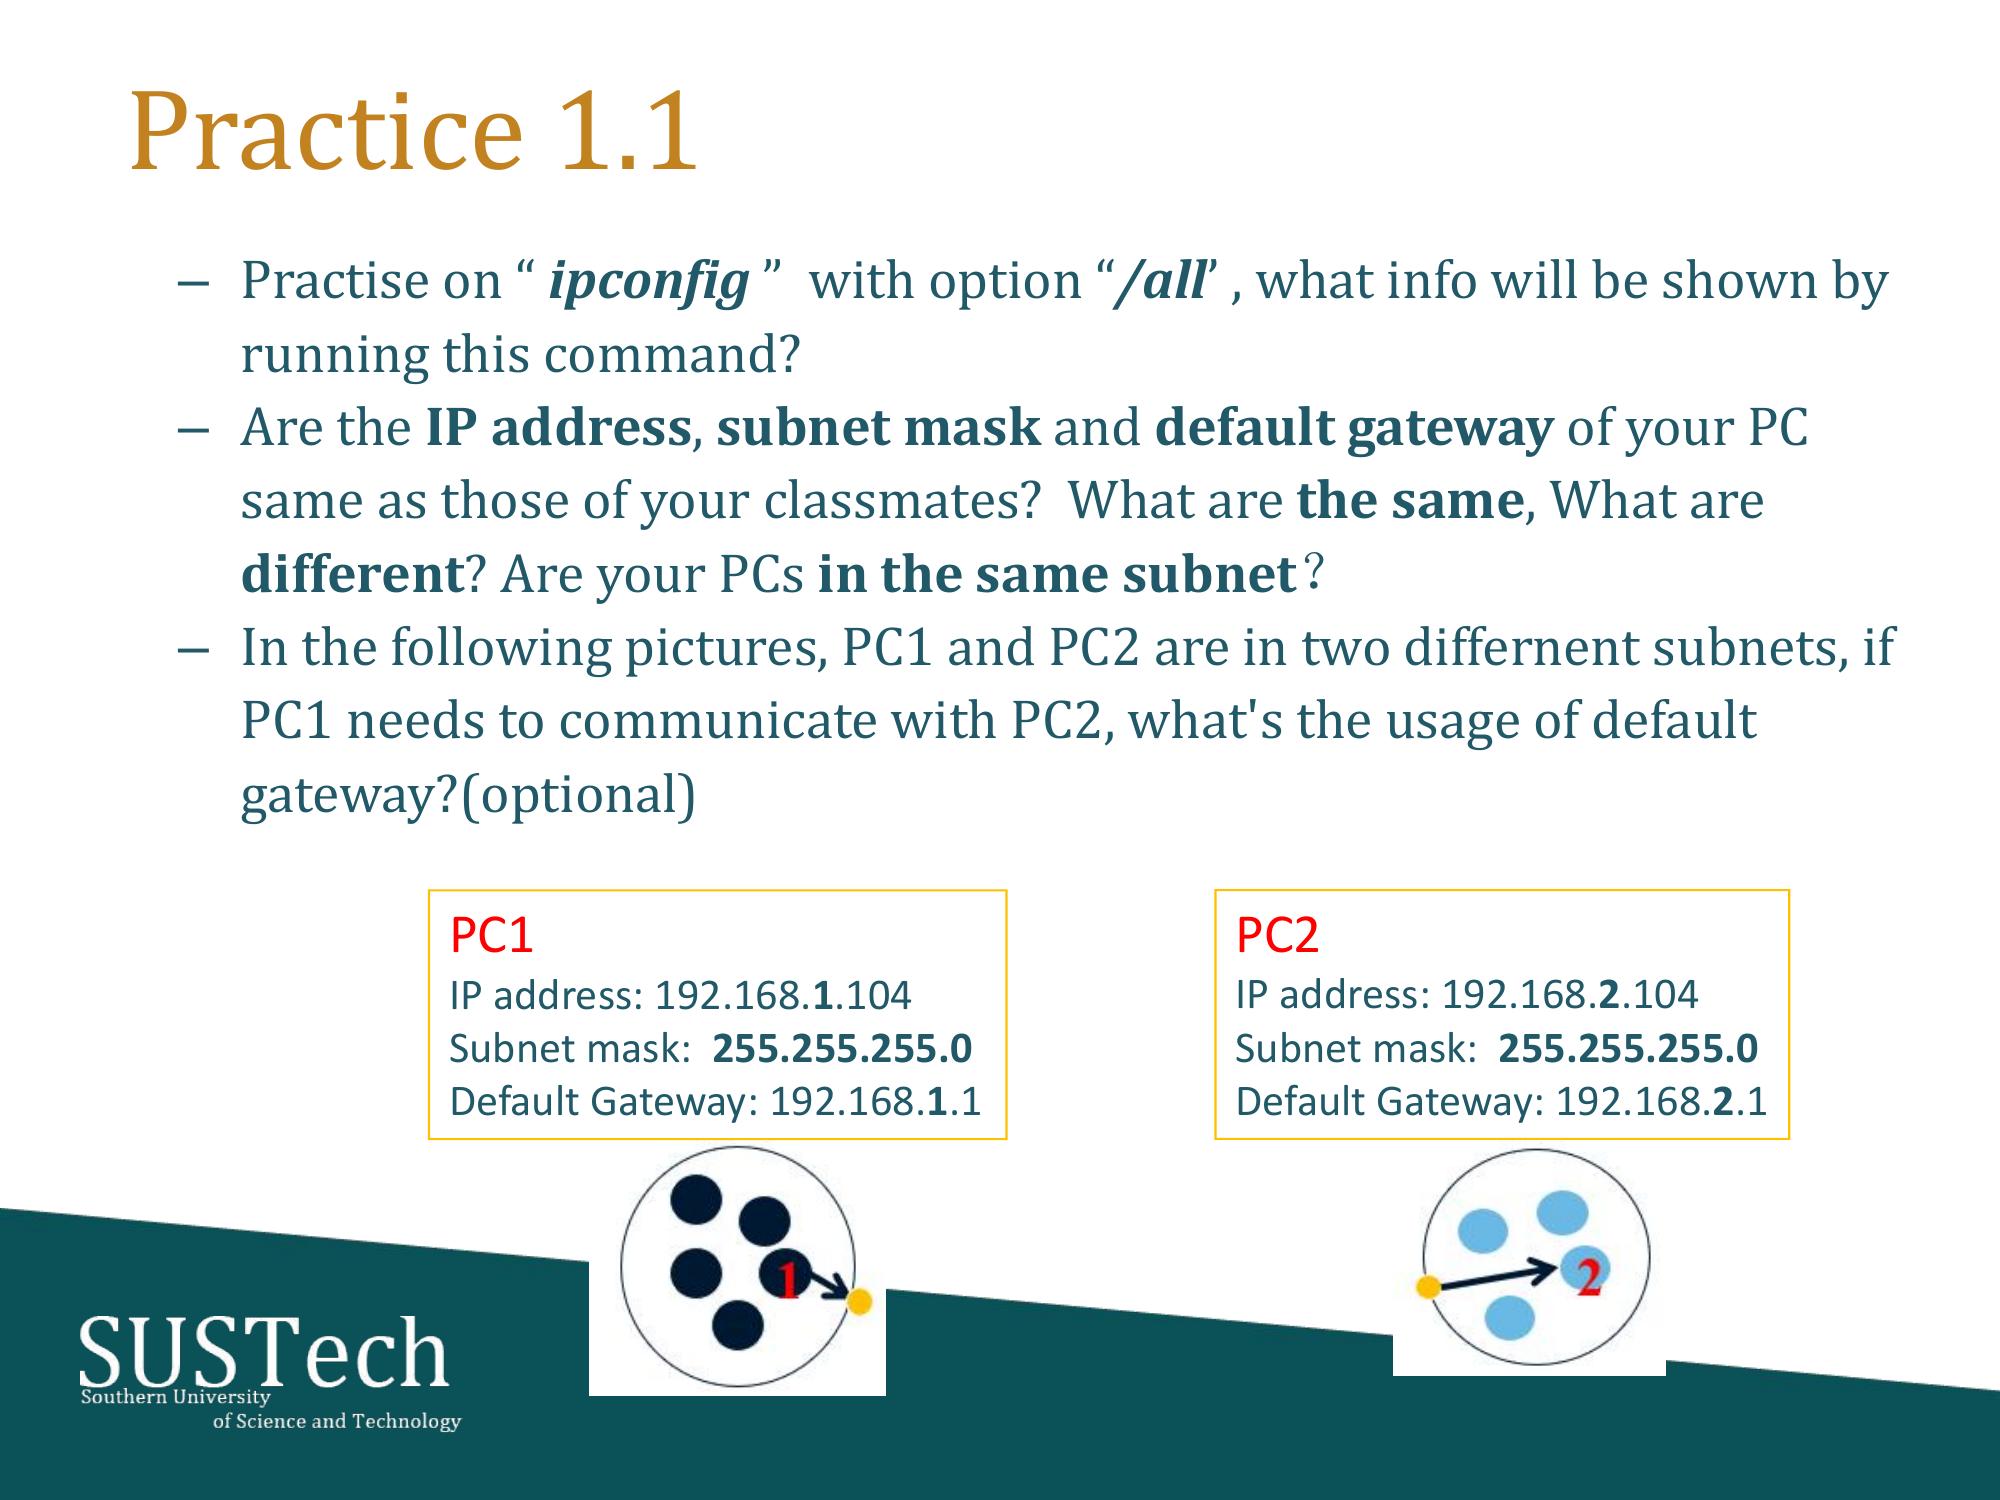 Practice 1.1
– Practise on “ ipconfig ”  with option “/all’ , what info will be shown by
running this command?
– Are the IP address, subnet mask and default gateway of your PC
same as those of your classmates?  What are the same, What are
different? Are your PCs in the same subnet？
– In the following pictures, PC1 and PC2 are in two differnent subnets, if
PC1 needs to communicate with PC2, what's the usage of default
gateway?(optional)
PC1
IP address: 192.168.1.104
Subnet mask:  255.255.255.0
Default Gateway: 192.168.1.1
PC2
IP address: 192.168.2.104
Subnet mask:  255.255.255.0
Default Gateway: 192.168.2.1
1
2
SUSTech
Southern University
of Science and Technology